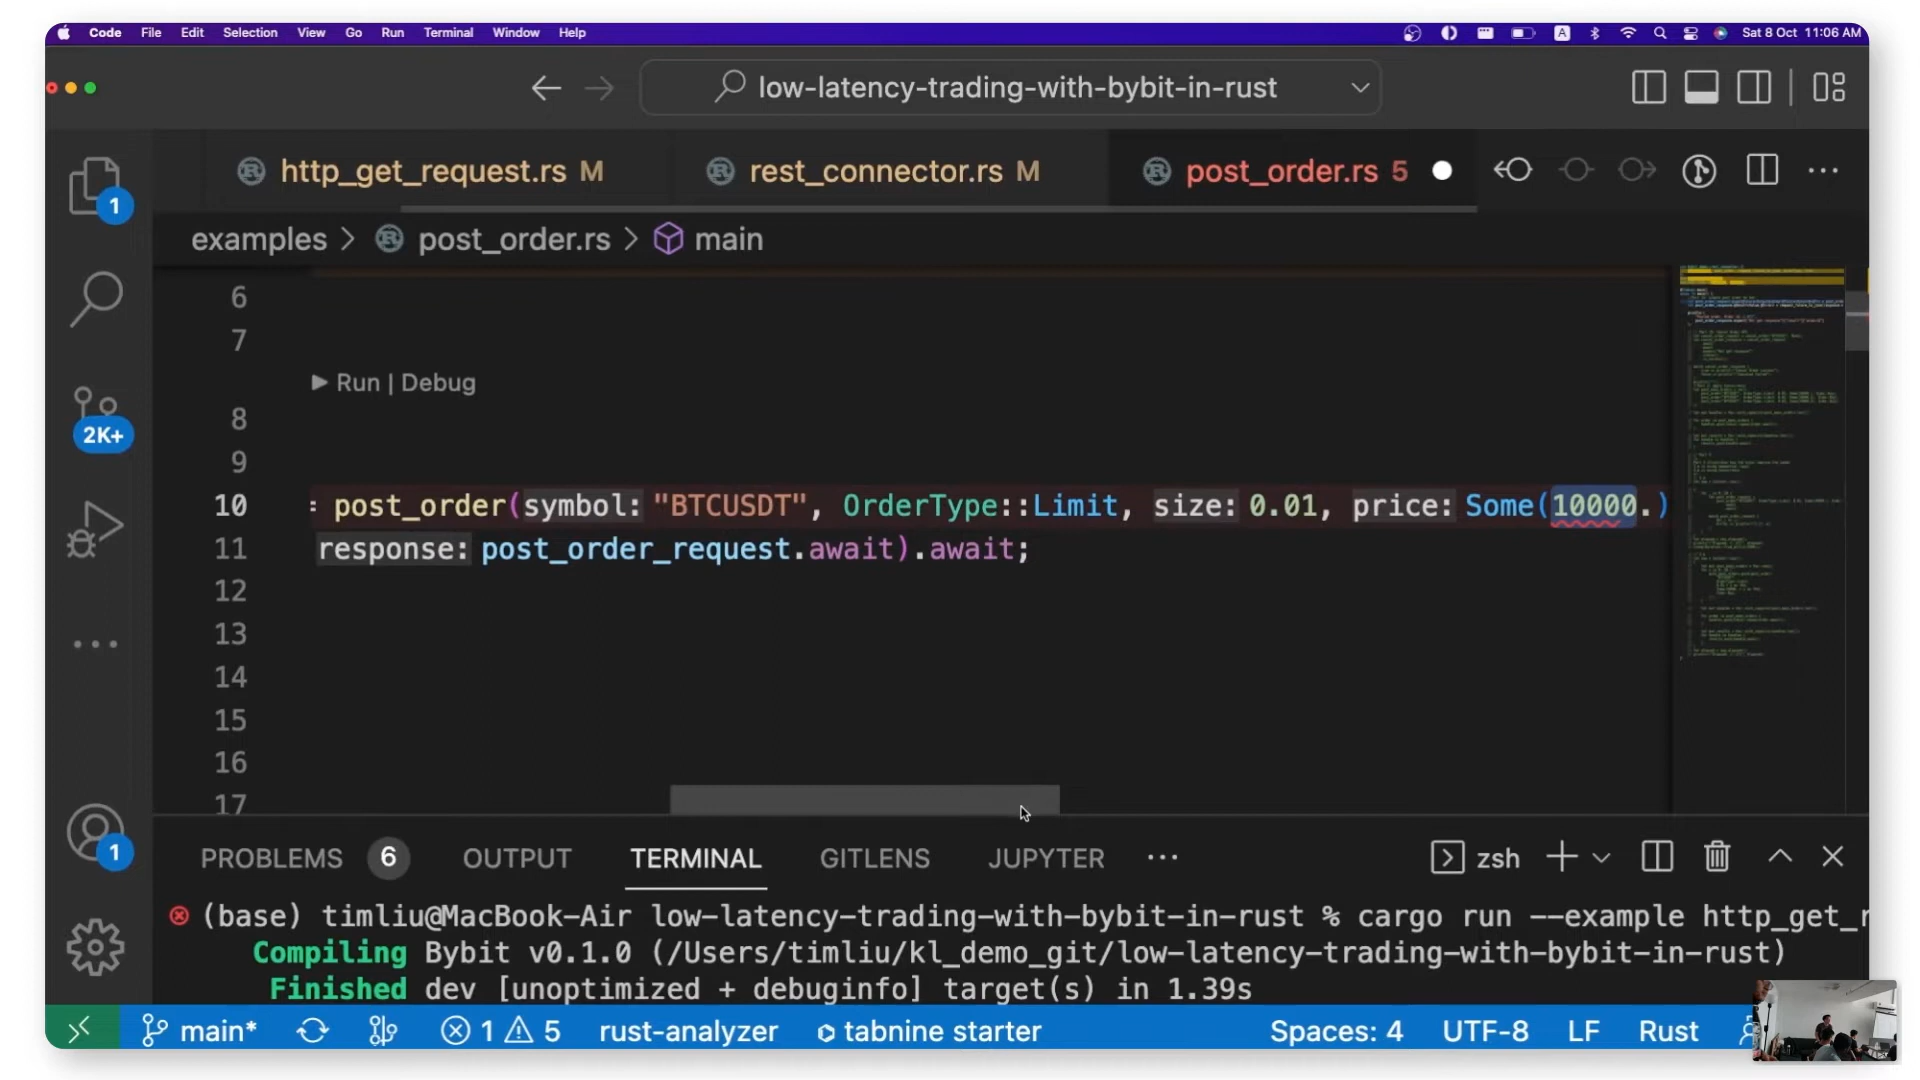 Code File Edit Selection View Go Run Terminal Window Help A Sat 8 Oct 11:06 AM
low-latency-trading-with-bybit-in-rust
http_get_request.rs M rest_connector.rs M post_order.rs 5
1
examples > post_order.rs > main
6
7
Run | Debug
8
9
10 = post_order(symbol: "BTCUSDT", OrderType::Limit, size: 0.01, price: Some(10000.)
11 response: post_order_request.await).await;
12
13
14
15
16
17
2K+
1
PROBLEMS 6 OUTPUT TERMINAL GITLENS JUPYTER ... zsh
(base) timliu@MacBook-Air low-latency-trading-with-bybit-in-rust % cargo run --example http_get_r
Compiling Bybit v0.1.0 (/Users/timliu/kl_demo_git/low-latency-trading-with-bybit-in-rust)
Finished dev [unoptimized + debuginfo] target(s) in 1.39s
main* 1 5 rust-analyzer tabnine starter Spaces: 4 UTF-8 LF Rust